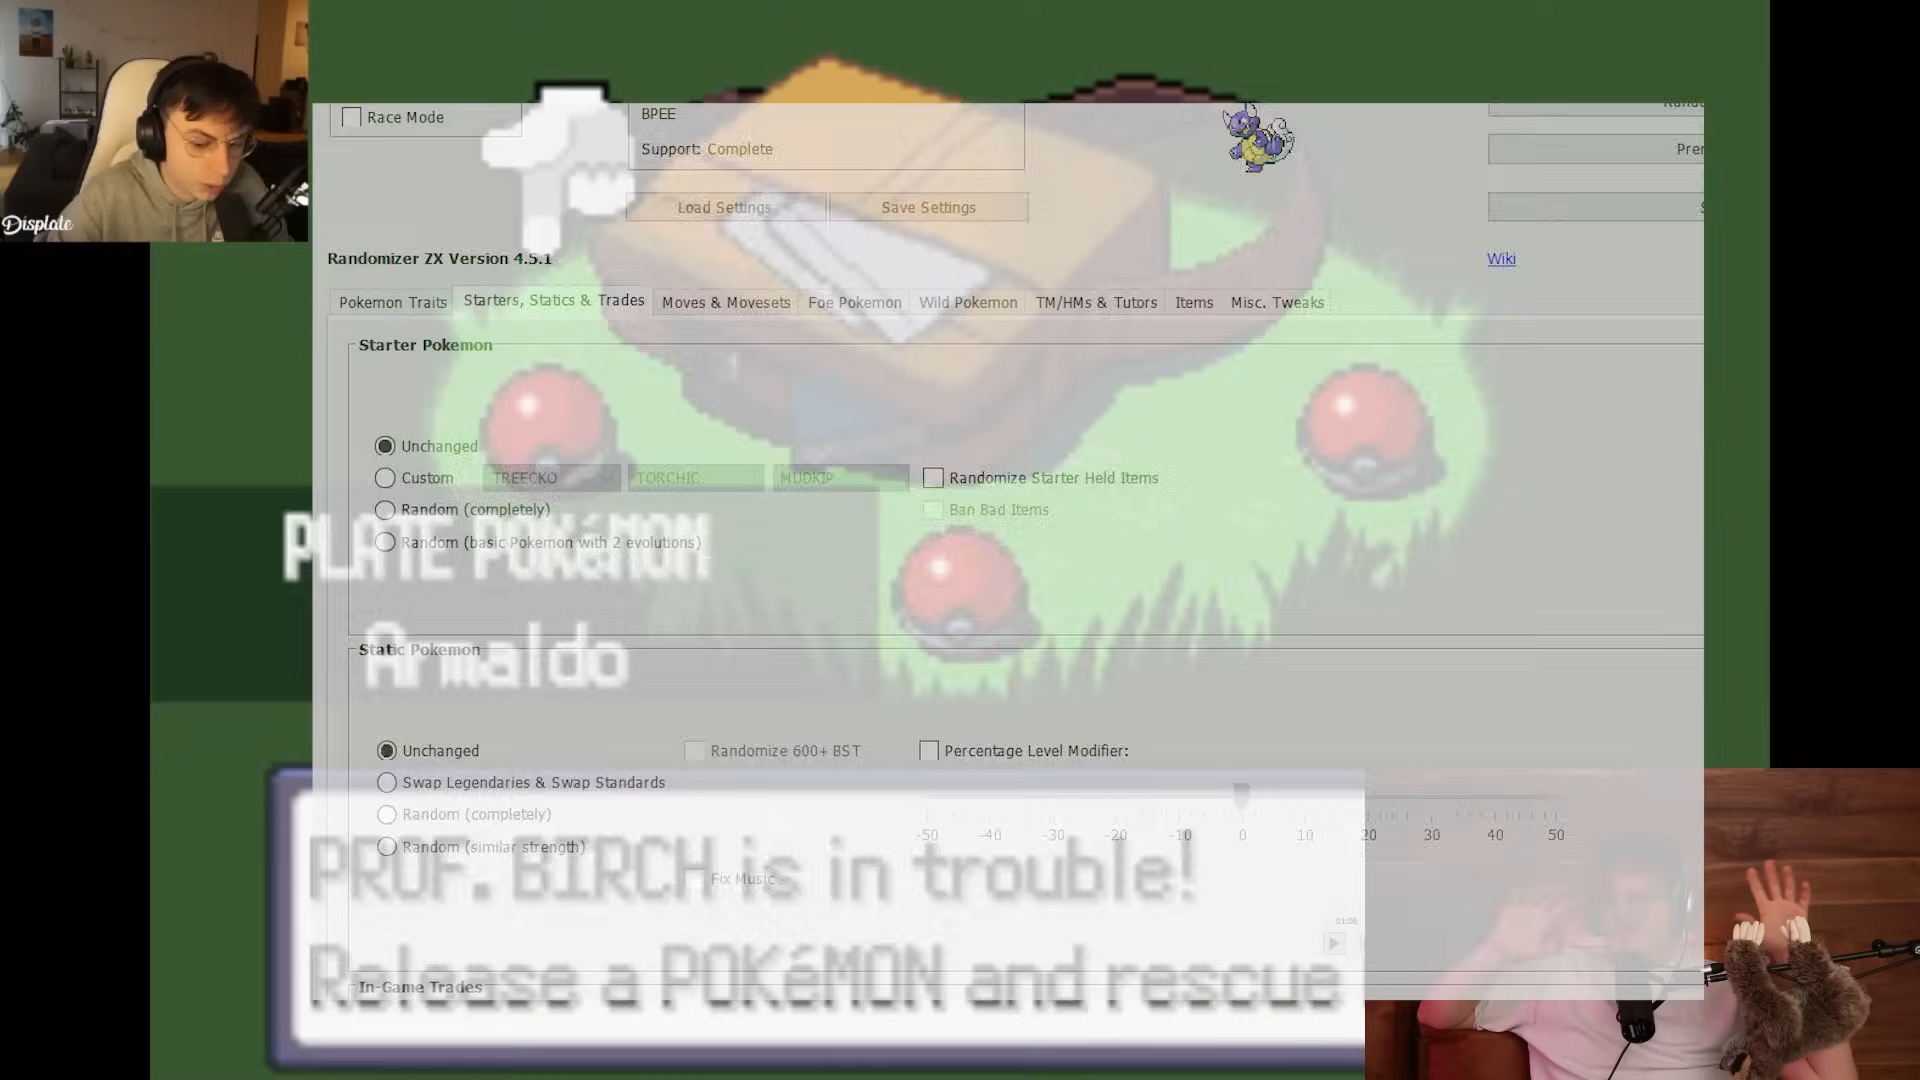 Race Mode
BPEE
Support: Complete
Load Settings
Save Settings
Displate
Randomizer ZX Version 4.5.1
Wiki
Pokemon Traits
Starters, Statics & Trades
Moves & Movesets
Foe Pokemon
Wild Pokemon
TM/HMs & Tutors
Items
Misc. Tweaks
Starter Pokemon
Unchanged
Custom
TREECKO
TORCHIC
MUDKIP
Randomize Starter Held Items
Random (completely)
Ban Bad Items
Random (basic Pokemon with 2 evolutions)
PLATE POKéMON
Armaldo
Static Pokemon
Unchanged
Randomize 600+ BST
Percentage Level Modifier:
Swap Legendaries & Swap Standards
Random (completely)
-50 -40 -30 -20 -10 0 10 20 30 40 50
Random (similar strength)
Fix Music
PROF. BIRCH is in trouble!
01:06
Release a POKéMON and rescue
In-Game Trades